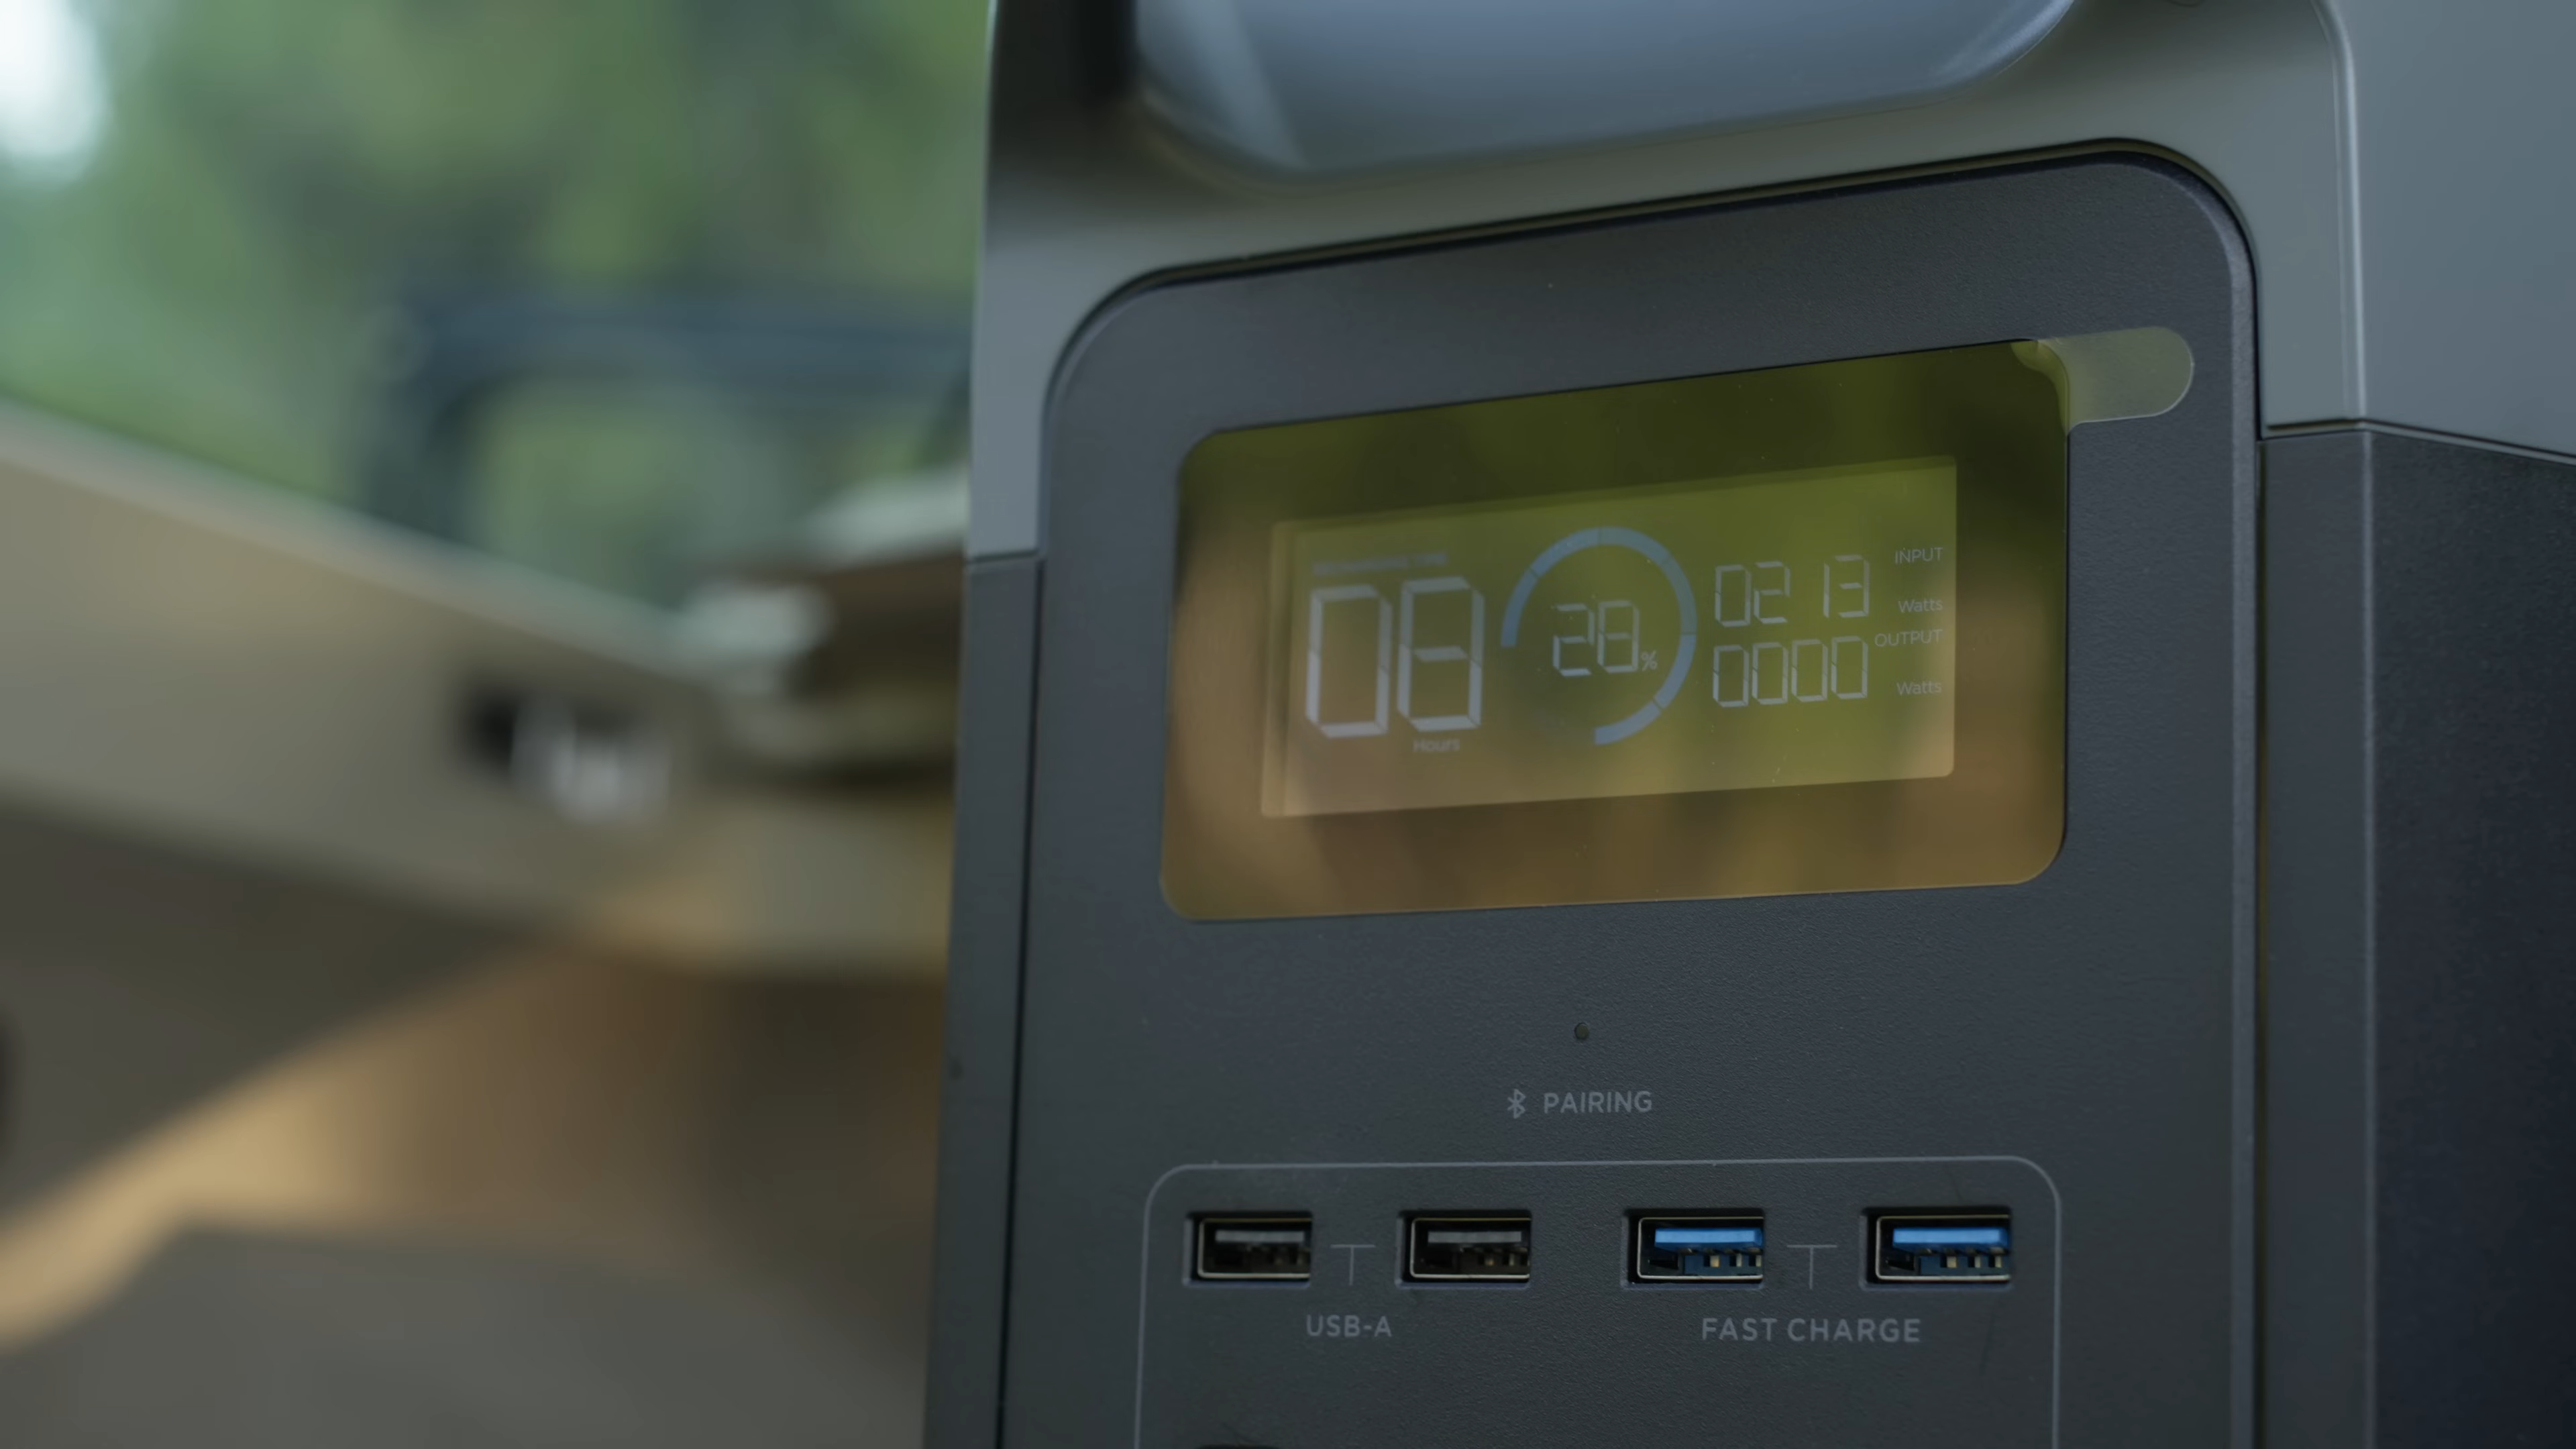 08
Hours
28%
0213
INPUT
Watts
0000
OUTPUT
Watts
PAIRING
USB-A
FAST CHARGE